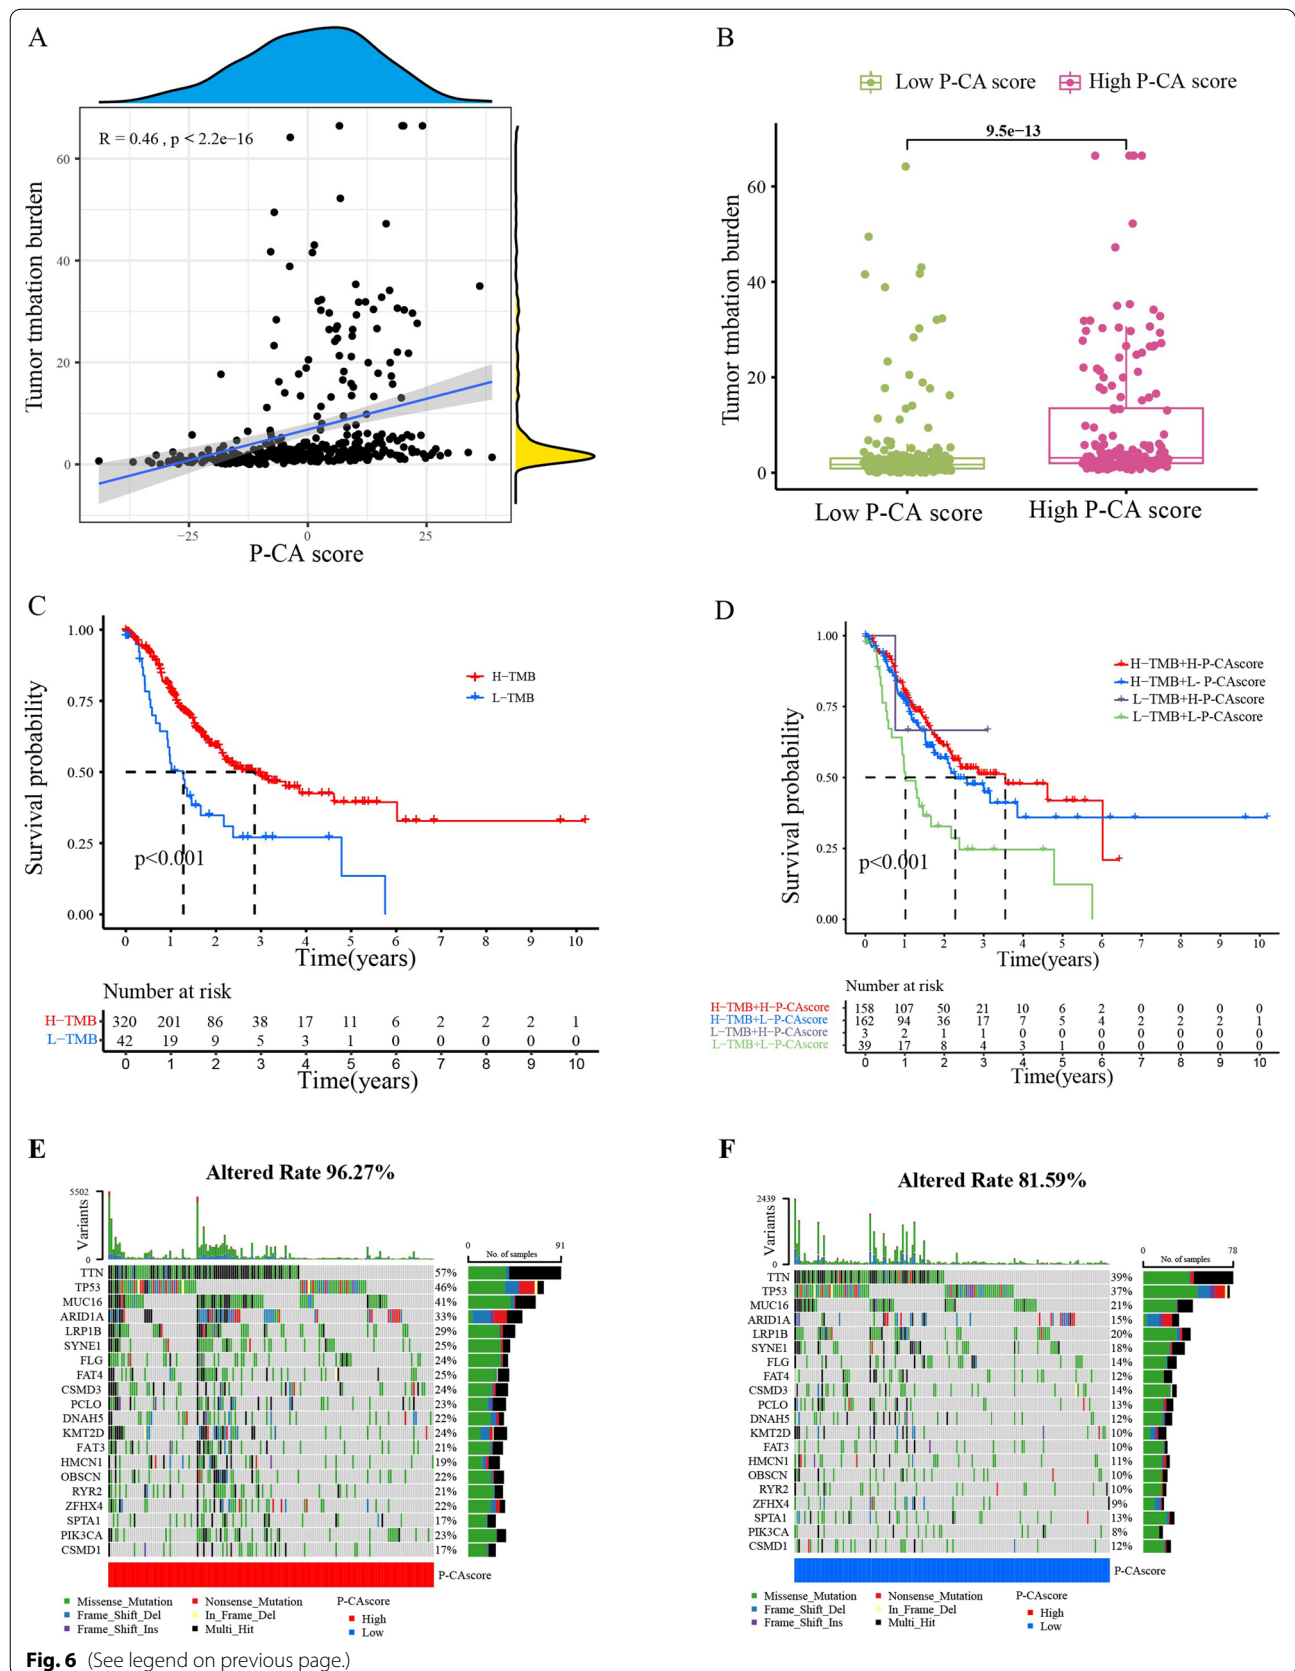 A
R = 0.46 , p < 2.2e−16
Tumor tmbation burden
60
40
20
0
−25
0
25
P-CA score
B
Low P-CA score
High P-CA score
9.5e−13
Tumor tmbation burden
60
40
20
0
Low P-CA score
High P-CA score
C
Survival probability
1.00
0.75
0.50
0.25
0.00
H−TMB
L−TMB
p<0.001
0 1 2 3 4 5 6 7 8 9 10
Time(years)
Number at risk
H−TMB 320 201 86 38 17 11 6 2 2 2 1
L−TMB 42 19 9 5 3 1 0 0 0 0 0
0 1 2 3 4 5 6 7 8 9 10
Time(years)
D
Survival probability
1.00
0.75
0.50
0.25
0.00
H−TMB+H-P-CAscore
H−TMB+L- P-CAscore
L−TMB+H-P-CAscore
L−TMB+L-P-CAscore
p<0.001
0 1 2 3 4 5 6 7 8 9 10
Time(years)
Number at risk
H−TMB+H−P-CAscore 158 107 50 21 10 6 2 0 0 0 0
H−TMB+L−P-CAscore 162 94 36 17 7 5 4 2 2 2 1
L−TMB+H−P-CAscore 3 2 1 1 0 0 0 0 0 0 0
L−TMB+L−P-CAscore 39 17 8 4 3 1 0 0 0 0 0
0 1 2 3 4 5 6 7 8 9 10
Time(years)
E
Altered Rate 96.27%
5502
Variants
0
0 91
No. of samples
TTN 57%
TP53 46%
MUC16 41%
ARID1A 33%
LRP1B 29%
SYNE1 25%
FLG 24%
FAT4 25%
CSMD3 24%
PCLO 23%
DNAH5 22%
KMT2D 24%
FAT3 21%
HMCN1 19%
OBSCN 22%
RYR2 21%
ZFHX4 22%
SPTA1 17%
PIK3CA 23%
CSMD1 17%
P-CAscore
Missense_Mutation Nonsense_Mutation P-CAscore
Frame_Shift_Del In_Frame_Del High
Frame_Shift_Ins Multi_Hit Low
F
Altered Rate 81.59%
2439
Variants
0
0 78
No. of samples
TTN 39%
TP53 37%
MUC16 21%
ARID1A 15%
LRP1B 20%
SYNE1 18%
FLG 14%
FAT4 12%
CSMD3 14%
PCLO 13%
DNAH5 12%
KMT2D 10%
FAT3 10%
HMCN1 11%
OBSCN 10%
RYR2 10%
ZFHX4 9%
SPTA1 13%
PIK3CA 8%
CSMD1 12%
P-CAscore
Missense_Mutation Nonsense_Mutation P-CAscore
Frame_Shift_Del In_Frame_Del High
Frame_Shift_Ins Multi_Hit Low
Fig. 6 (See legend on previous page.)